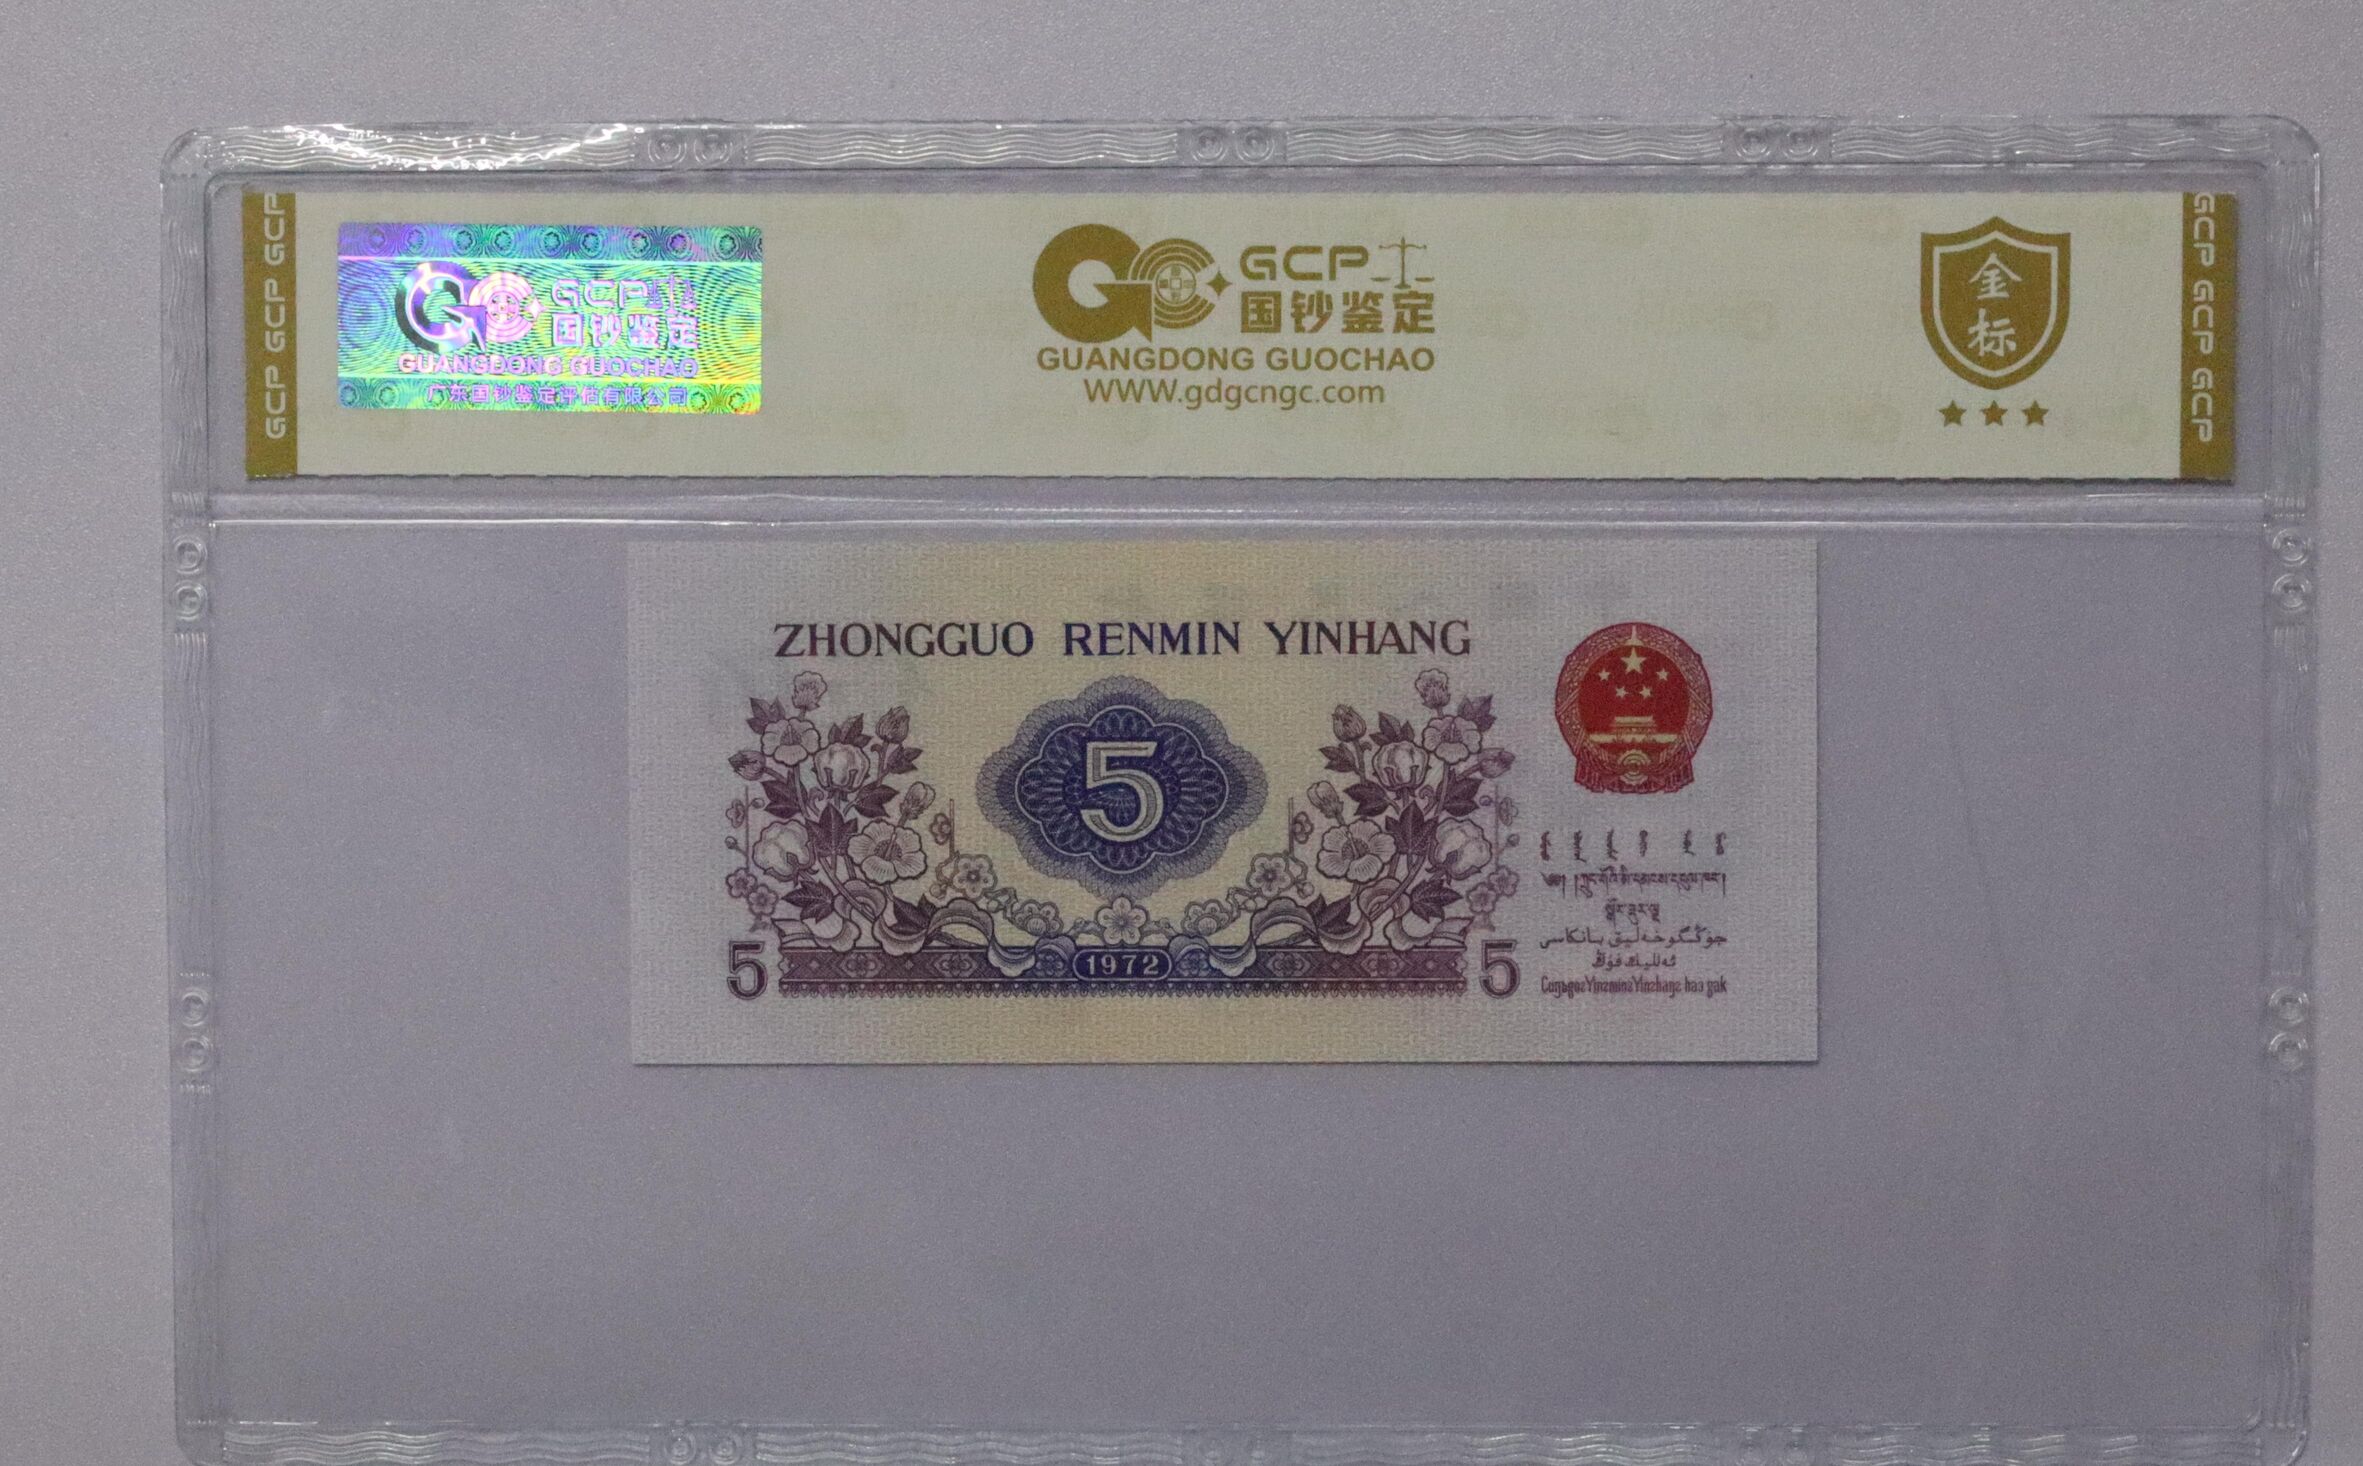 GCP GCP GCP
GCP
国钞鉴定
GUANGDONG GUOCHAO
广东国钞鉴定评估有限公司
GCP
国钞鉴定
GUANGDONG GUOCHAO
WWW.gdgcngc.com
金
标
GCP GCP GCP
ZHONGGUO RENMIN YINHANG
5
5
1972
5